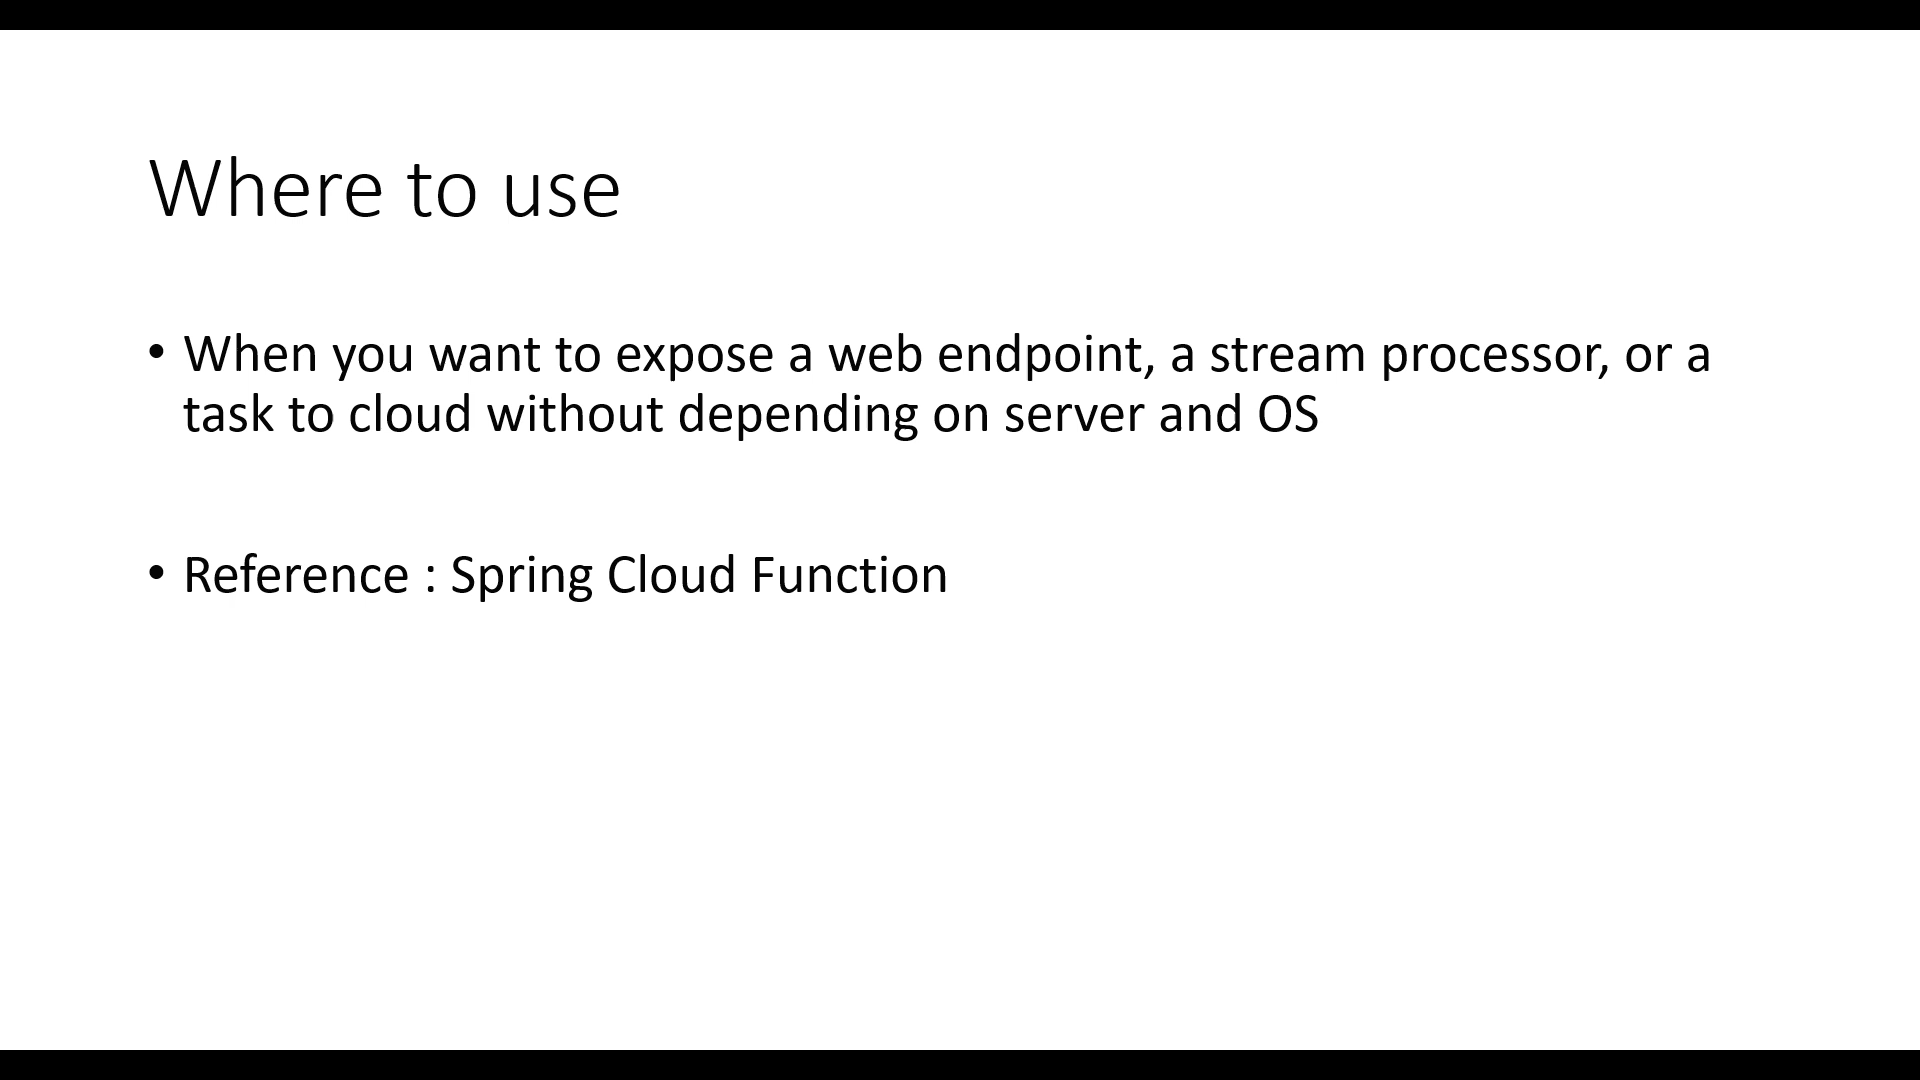 Where to use
• When you want to expose a web endpoint, a stream processor, or a
task to cloud without depending on server and OS
• Reference : Spring Cloud Function